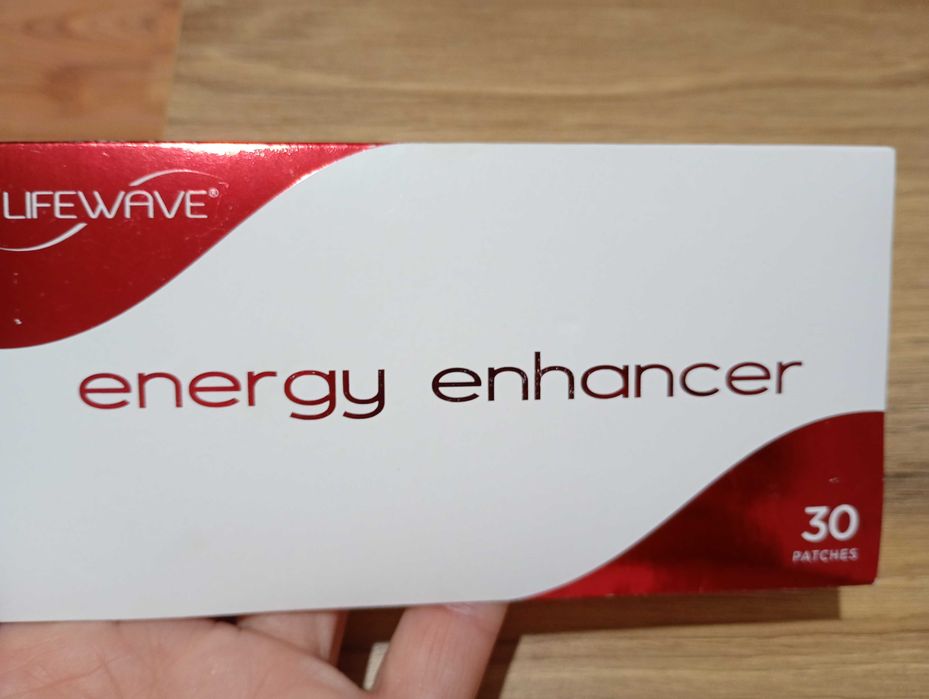 LIFEWAVE®
energy enhancer
30
PATCHES